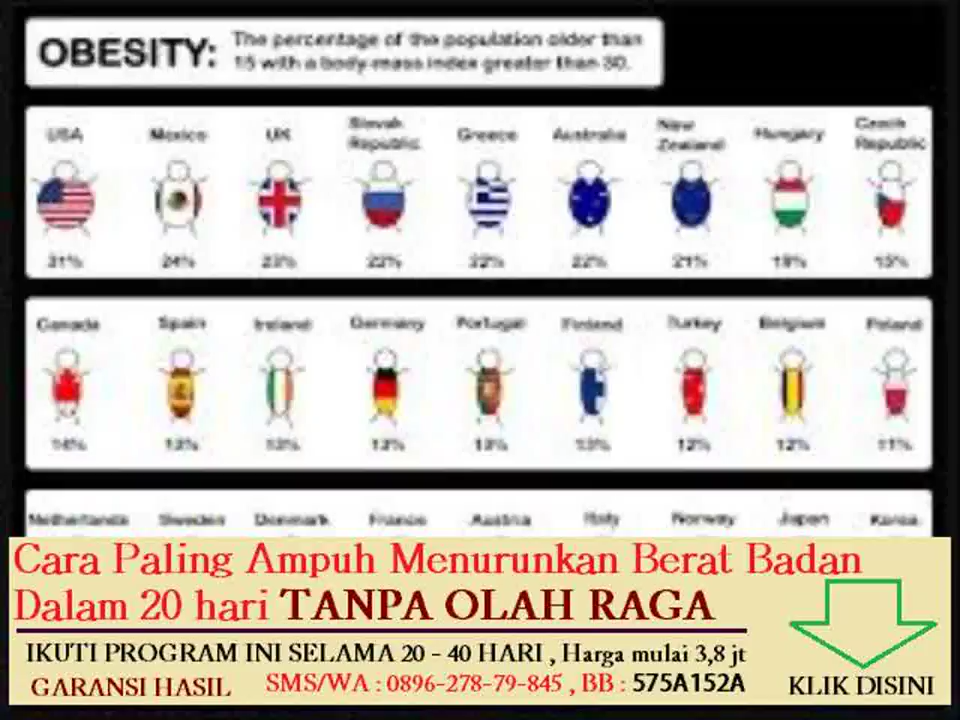 OBESITY: The percentage of the population older than
15 with a body-mass index greater than 30.
USA Mexico UK Slovak Republic Greece Australia New Zealand Hungary Czech Republic
31% 24% 23% 22% 22% 22% 21% 19% 15%
Canada Spain Ireland Germany Portugal Finland Turkey Belgium Poland
14% 13% 13% 13% 13% 13% 12% 12% 11%
Netherlands Sweden Denmark France Austria Italy Norway Japan Korea
Cara Paling Ampuh Menurunkan Berat Badan
Dalam 20 hari TANPA OLAH RAGA
IKUTI PROGRAM INI SELAMA 20 - 40 HARI , Harga mulai 3,8 jt
GARANSI HASIL SMS/WA : 0896-278-79-845 , BB : 575A152A KLIK DISINI